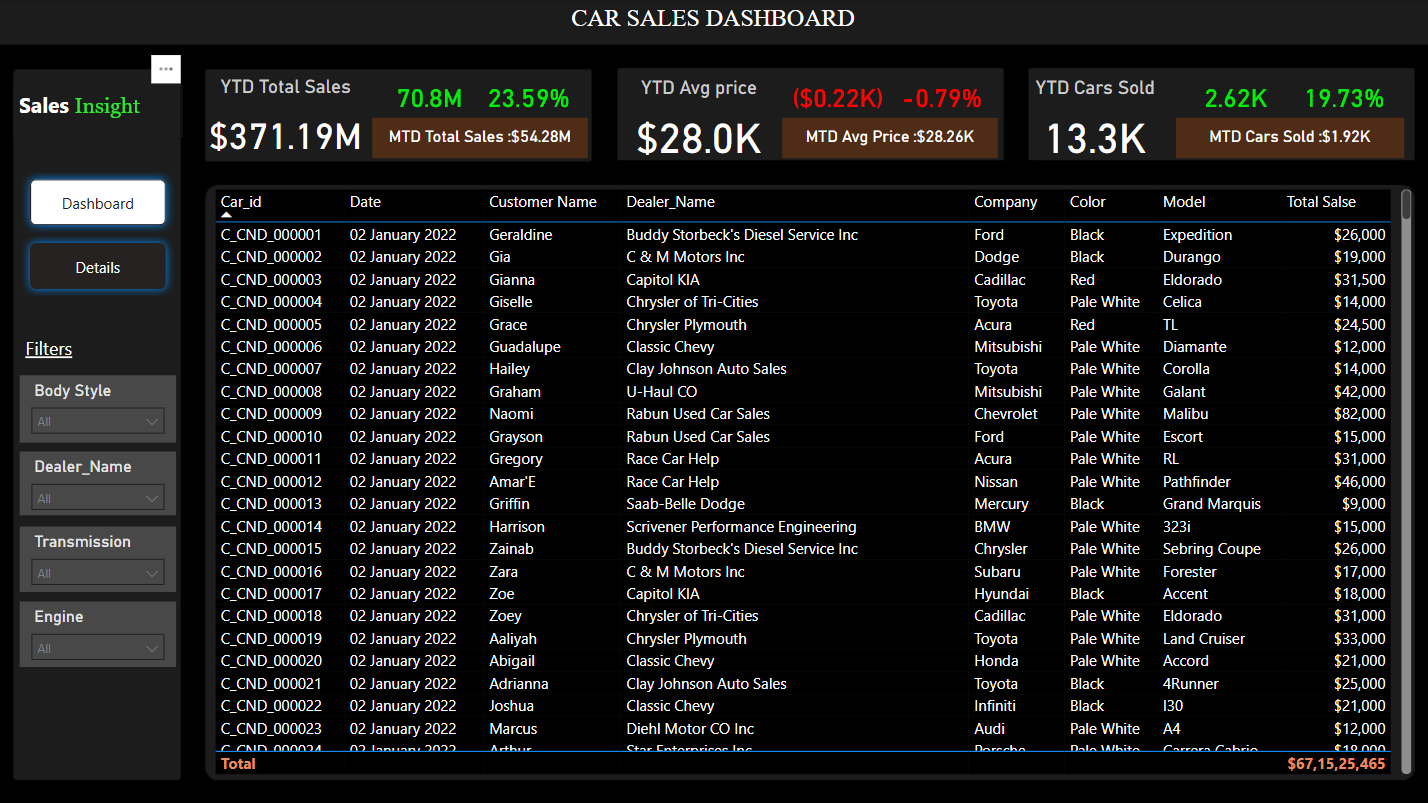 CAR SALES DASHBOARD
Sales Insight
Dashboard
Details
Filters
Body Style
All
Dealer_Name
All
Transmission
All
Engine
All
YTD Total Sales
70.8M 23.59%
$371.19M
MTD Total Sales :$54.28M
YTD Avg price
($0.22K) -0.79%
$28.0K
MTD Avg Price :$28.26K
YTD Cars Sold
2.62K 19.73%
13.3K
MTD Cars Sold :$1.92K
Car_id Date Customer Name Dealer_Name Company Color Model Total Salse
C_CND_000001 02 January 2022 Geraldine Buddy Storbeck's Diesel Service Inc Ford Black Expedition $26,000
C_CND_000002 02 January 2022 Gia C & M Motors Inc Dodge Black Durango $19,000
C_CND_000003 02 January 2022 Gianna Capitol KIA Cadillac Red Eldorado $31,500
C_CND_000004 02 January 2022 Giselle Chrysler of Tri-Cities Toyota Pale White Celica $14,000
C_CND_000005 02 January 2022 Grace Chrysler Plymouth Acura Red TL $24,500
C_CND_000006 02 January 2022 Guadalupe Classic Chevy Mitsubishi Pale White Diamante $12,000
C_CND_000007 02 January 2022 Hailey Clay Johnson Auto Sales Toyota Pale White Corolla $14,000
C_CND_000008 02 January 2022 Graham U-Haul CO Mitsubishi Pale White Galant $42,000
C_CND_000009 02 January 2022 Naomi Rabun Used Car Sales Chevrolet Pale White Malibu $82,000
C_CND_000010 02 January 2022 Grayson Rabun Used Car Sales Ford Pale White Escort $15,000
C_CND_000011 02 January 2022 Gregory Race Car Help Acura Pale White RL $31,000
C_CND_000012 02 January 2022 Amar'E Race Car Help Nissan Pale White Pathfinder $46,000
C_CND_000013 02 January 2022 Griffin Saab-Belle Dodge Mercury Black Grand Marquis $9,000
C_CND_000014 02 January 2022 Harrison Scrivener Performance Engineering BMW Pale White 323i $15,000
C_CND_000015 02 January 2022 Zainab Buddy Storbeck's Diesel Service Inc Chrysler Pale White Sebring Coupe $26,000
C_CND_000016 02 January 2022 Zara C & M Motors Inc Subaru Pale White Forester $17,000
C_CND_000017 02 January 2022 Zoe Capitol KIA Hyundai Black Accent $18,000
C_CND_000018 02 January 2022 Zoey Chrysler of Tri-Cities Cadillac Pale White Eldorado $31,000
C_CND_000019 02 January 2022 Aaliyah Chrysler Plymouth Toyota Pale White Land Cruiser $33,000
C_CND_000020 02 January 2022 Abigail Classic Chevy Honda Pale White Accord $21,000
C_CND_000021 02 January 2022 Adrianna Clay Johnson Auto Sales Toyota Black 4Runner $25,000
C_CND_000022 02 January 2022 Joshua Classic Chevy Infiniti Black I30 $21,000
C_CND_000023 02 January 2022 Marcus Diehl Motor CO Inc Audi Pale White A4 $12,000
C_CND_000024 02 January 2022 Arthur Star Enterprises Inc Porsche Pale White Carrera Cabrio $18,000
Total $67,15,25,465